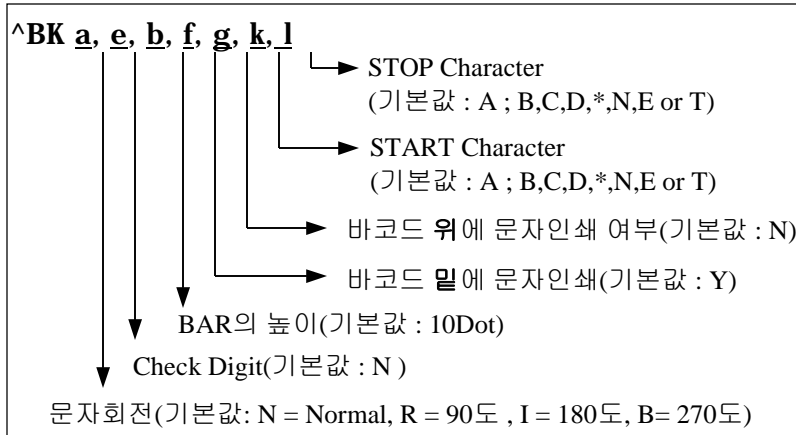 ^BK a, e, b, f, g, k, l
STOP Character
(기본값 : A ; B,C,D,*,N,E or T)
START Character
(기본값 : A ; B,C,D,*,N,E or T)
바코드 위에 문자인쇄 여부(기본값 : N)
바코드 밑에 문자인쇄(기본값 : Y)
BAR의 높이(기본값 : 10Dot)
Check Digit(기본값 : N )
문자회전(기본값: N = Normal, R = 90도 , I = 180도, B= 270도)